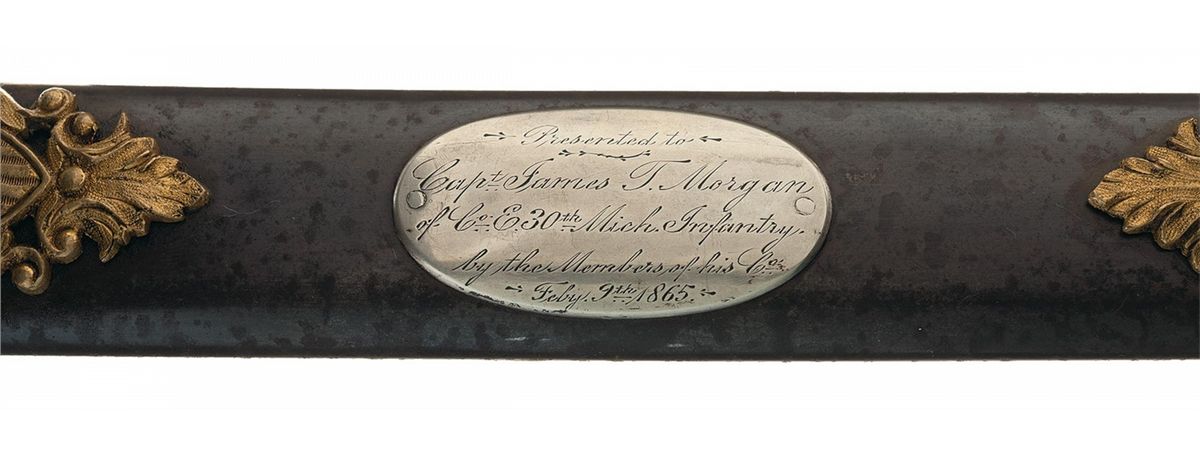 Presented to
Capt. James T. Morgan
of Co. E. 30th Mich. Infantry.
by the Members of his Co.
Feby. 9th 1865.